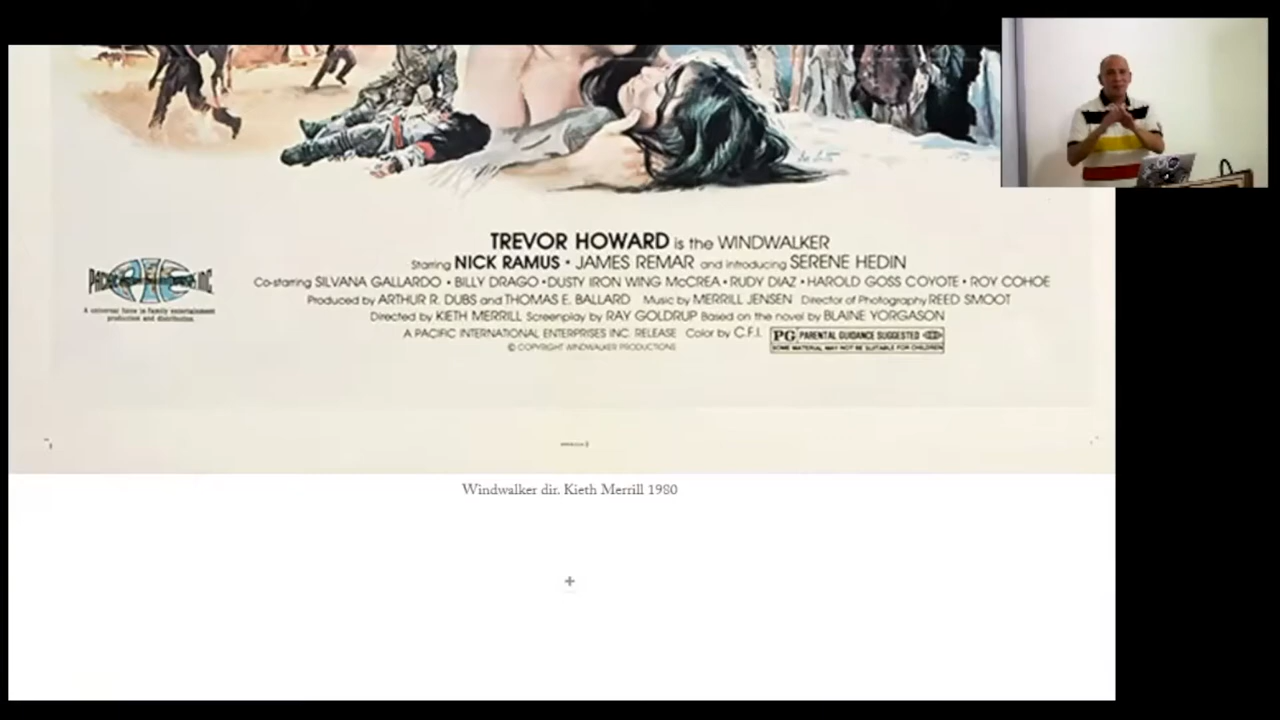 TREVOR HOWARD is the WINDWALKER
Starring NICK RAMUS • JAMES REMAR and introducing SERENE HEDIN
Co-starring SILVANA GALLARDO • BILLY DRAGO • DUSTY IRON WING McCREA • RUDY DIAZ • HAROLD GOSS COYOTE • ROY COHOE
Produced by ARTHUR R. DUBS and THOMAS E. BALLARD Music by MERRILL JENSEN Director of Photography REED SMOOT
Directed by KIETH MERRILL Screenplay by RAY GOLDRUP Based on the novel by BLAINE YORGASON
A PACIFIC INTERNATIONAL ENTERPRISES INC. RELEASE Color by C.F.I.
© COPYRIGHT WINDWALKER PRODUCTIONS
PG PARENTAL GUIDANCE SUGGESTED
SOME MATERIAL MAY NOT BE SUITABLE FOR CHILDREN
A universal force in family entertainment
production and distribution.
Windwalker dir. Kieth Merrill 1980